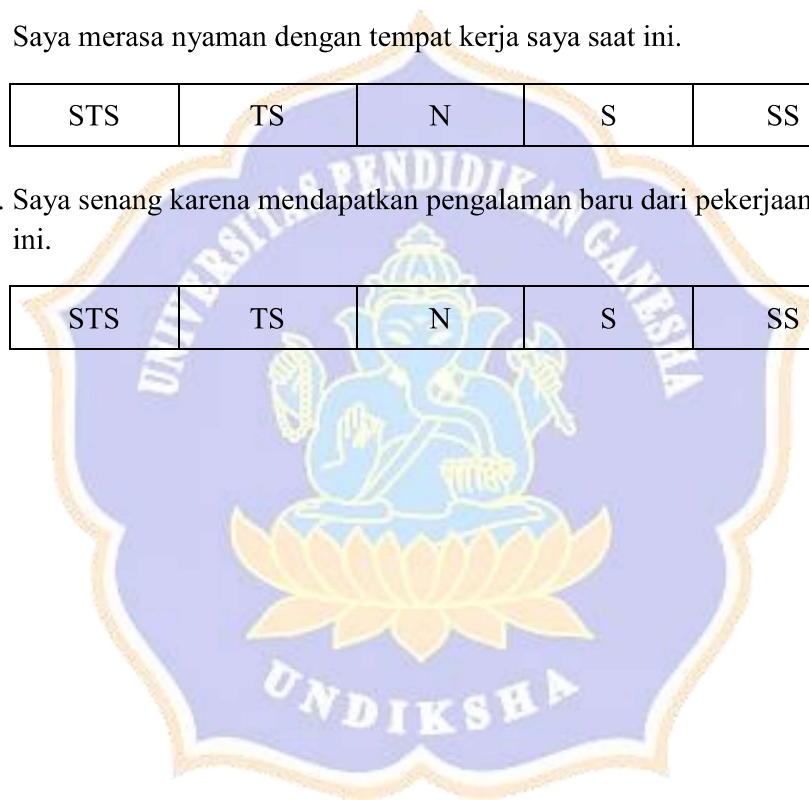 Saya merasa nyaman dengan tempat kerja saya saat ini.
STS TS N S SS
. Saya senang karena mendapatkan pengalaman baru dari pekerjaan
ini.
STS TS N S SS
UNIVERSITAS PENDIDIKAN GANESHA
UNDIKSHA